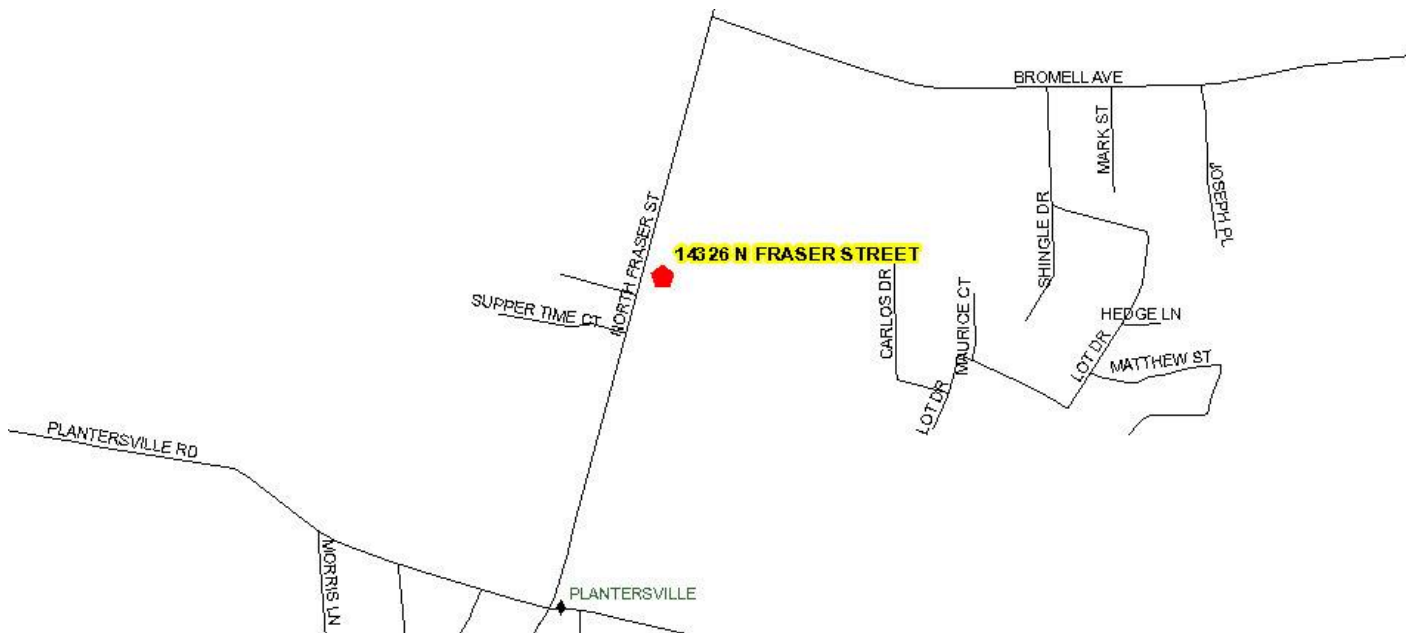 BROMELL AVE
MARK ST
JOSEPH PL
SHINGLE DR
NORTH FRASER ST
14326 N FRASER STREET
CARLOS DR
MAURICE CT
SUPPER TIME CT
HEDGE LN
LOT DR
MATTHEW ST
LOT DR
PLANTERSVILLE RD
MORRIS LN
PLANTERSVILLE